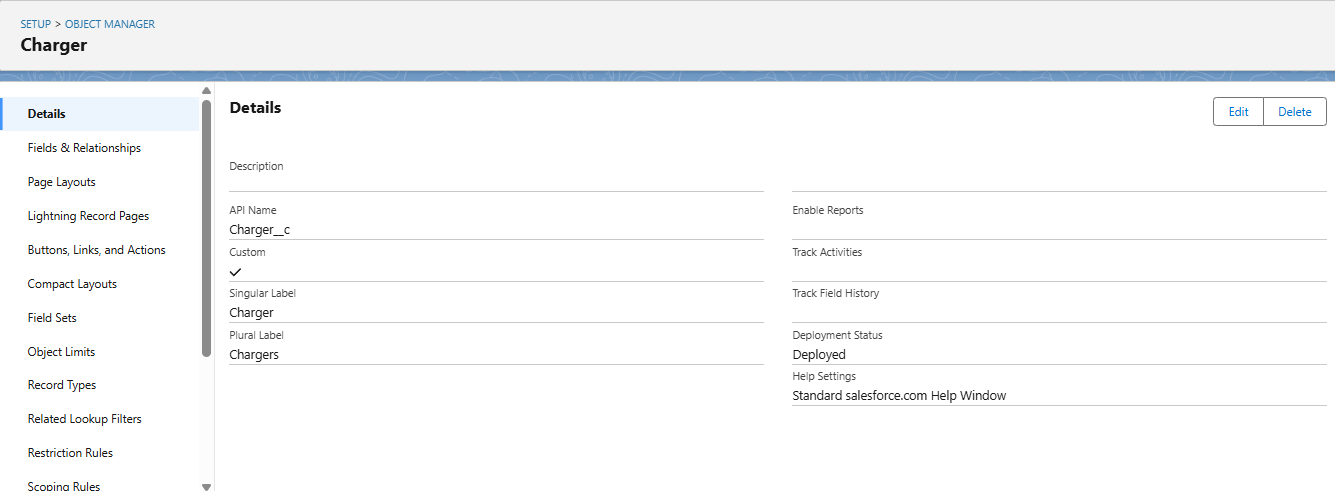 SETUP > OBJECT MANAGER
Charger
Details
Fields & Relationships
Page Layouts
Lightning Record Pages
Buttons, Links, and Actions
Compact Layouts
Field Sets
Object Limits
Record Types
Related Lookup Filters
Restriction Rules
Scoping Rules
Details
Edit
Delete
Description
API Name
Charger__c
Custom
Singular Label
Charger
Plural Label
Chargers
Enable Reports
Track Activities
Track Field History
Deployment Status
Deployed
Help Settings
Standard salesforce.com Help Window